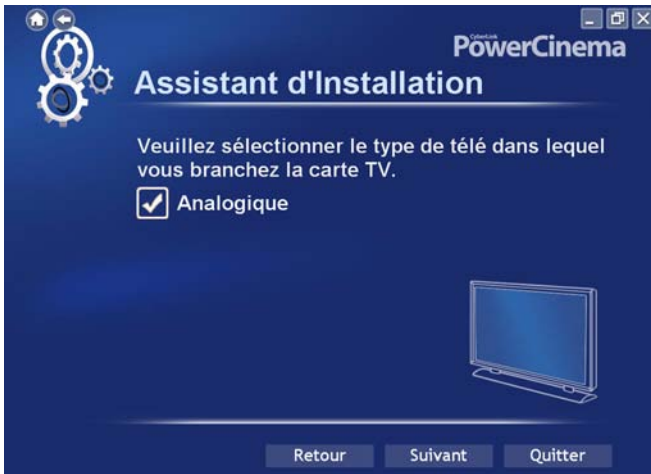 CyberLink
PowerCinema
Assistant d'Installation
Veuillez sélectionner le type de télé dans lequel
vous branchez la carte TV.
Analogique
Retour
Suivant
Quitter